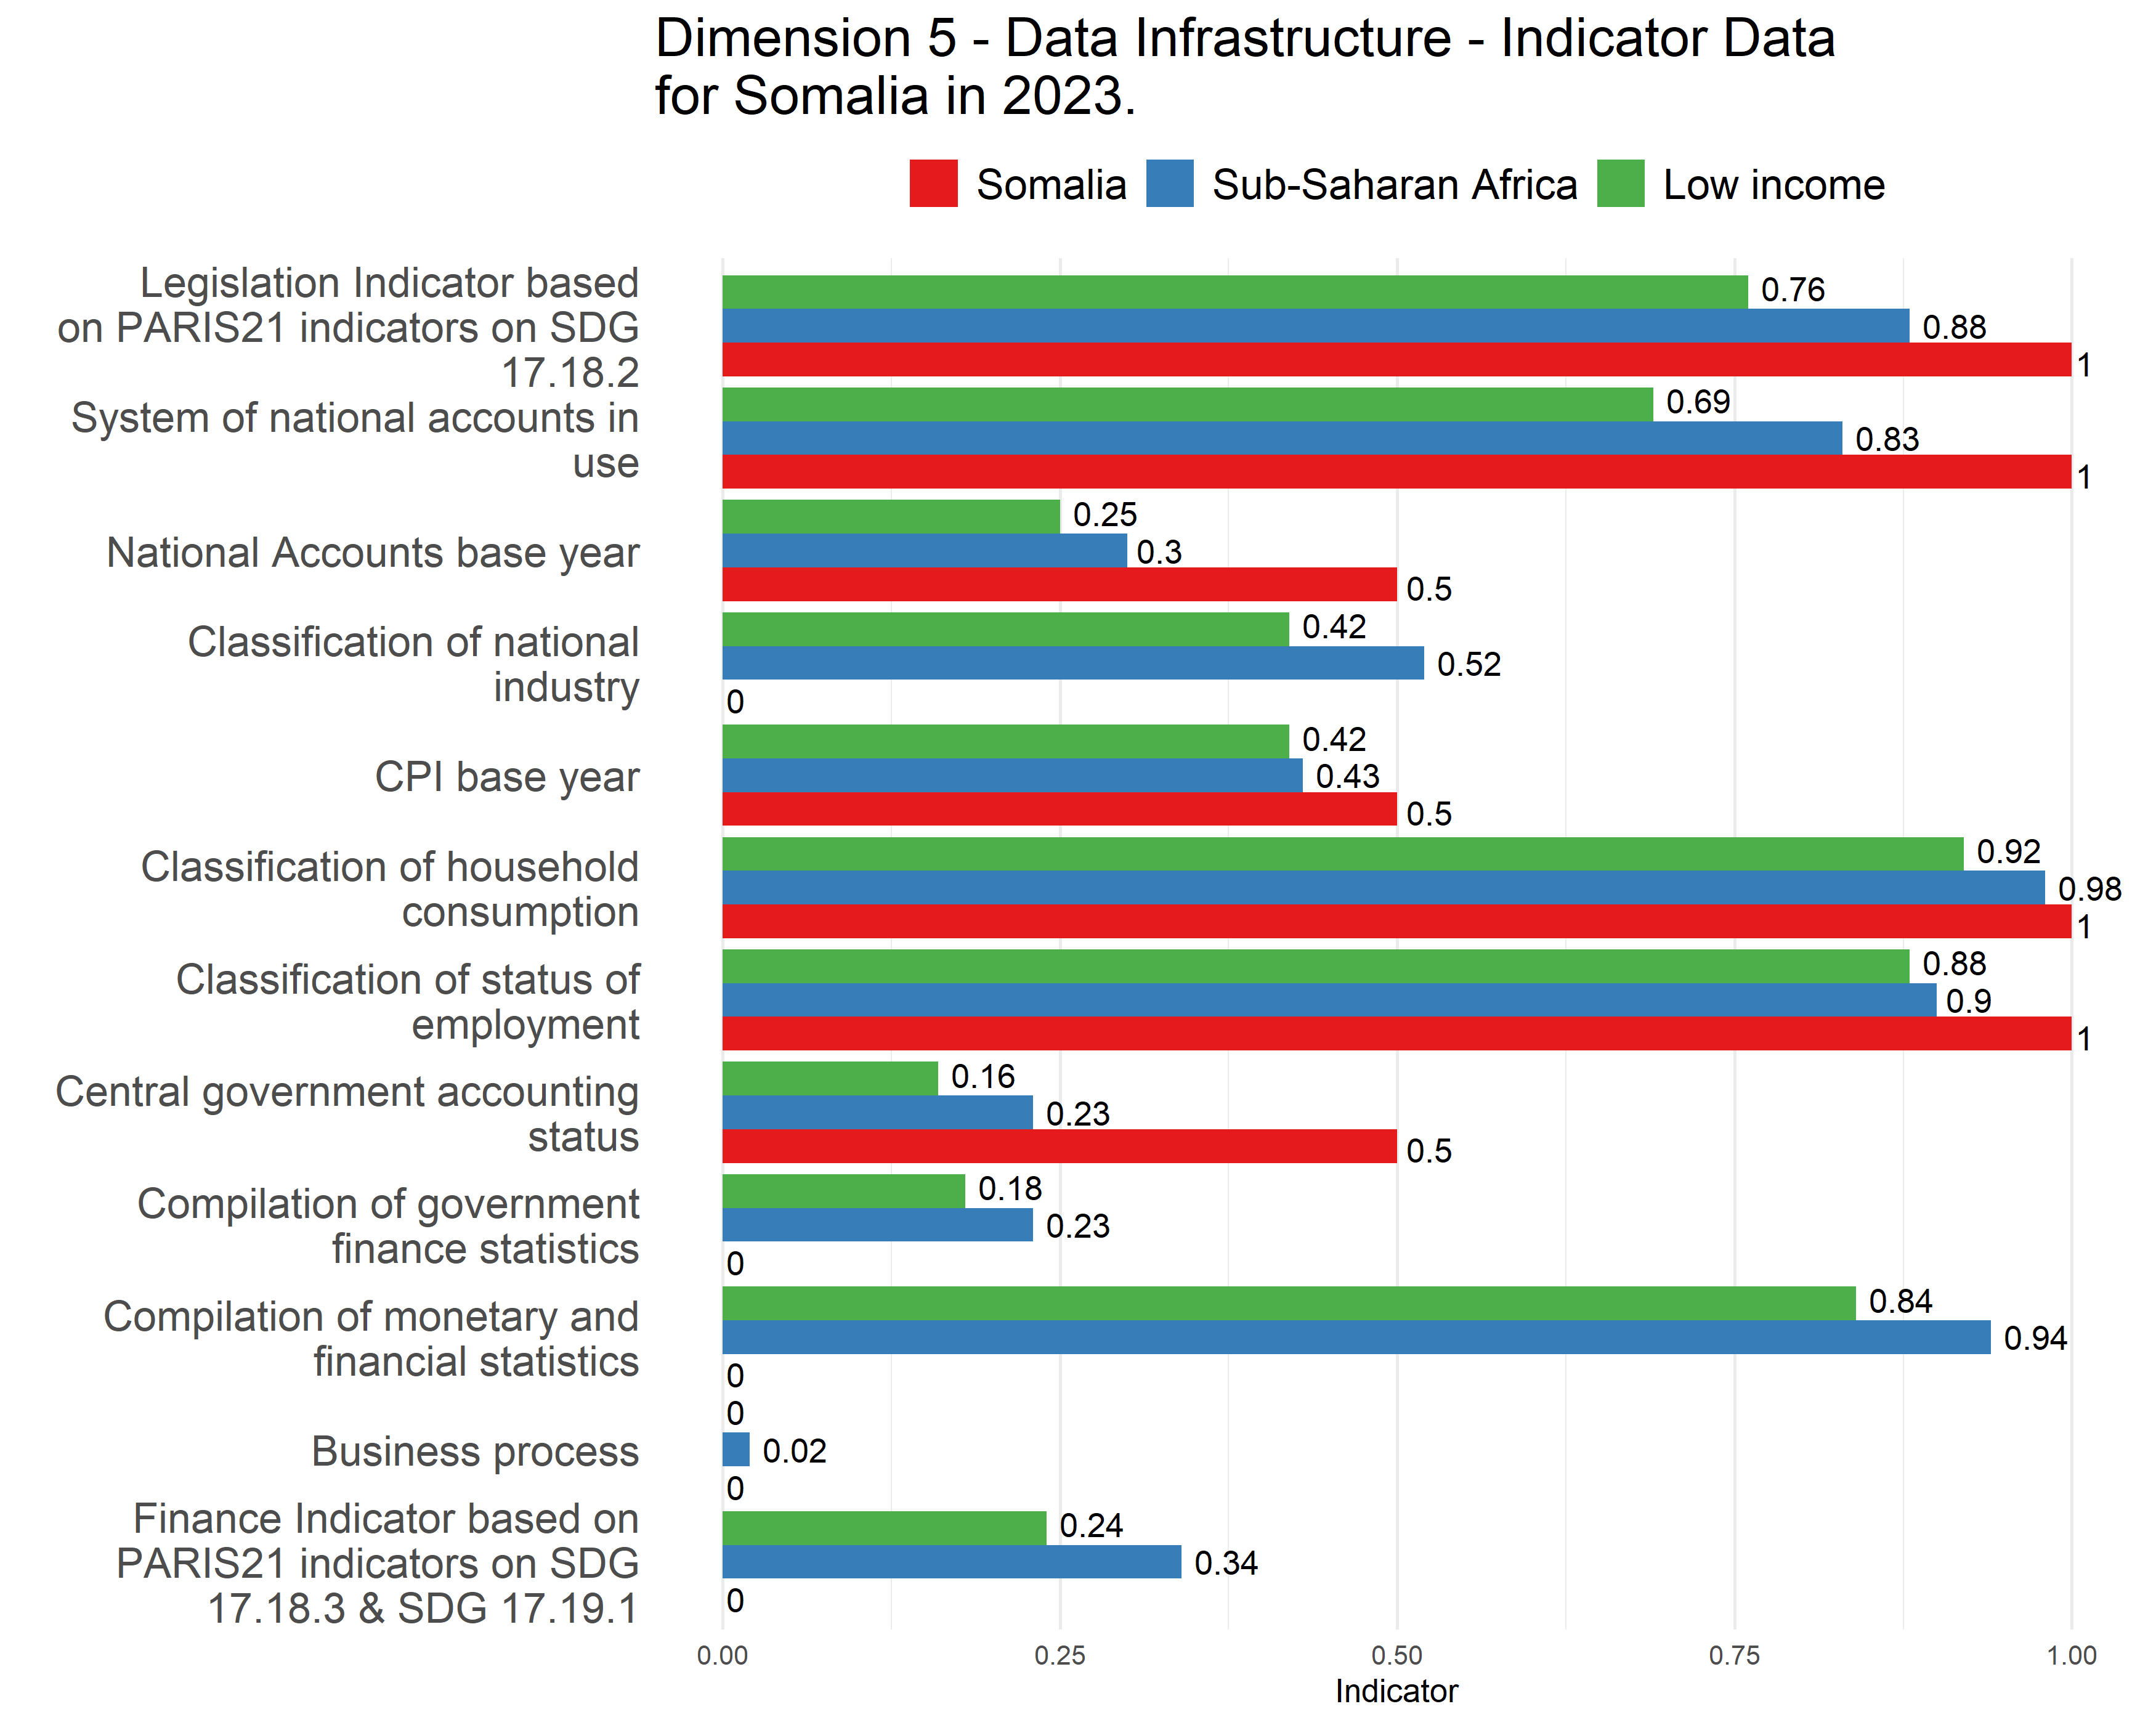 Dimension 5 - Data Infrastructure - Indicator Data
for Somalia in 2023.
Somalia
Sub-Saharan Africa
Low income
Legislation Indicator based
on PARIS21 indicators on SDG
17.18.2
0.76
0.88
1
System of national accounts in
use
0.69
0.83
1
National Accounts base year
0.25
0.3
0.5
Classification of national
industry
0.42
0.52
0
CPI base year
0.42
0.43
0.5
Classification of household
consumption
0.92
0.98
1
Classification of status of
employment
0.88
0.9
1
Central government accounting
status
0.16
0.23
0.5
Compilation of government
finance statistics
0.18
0.23
0
Compilation of monetary and
financial statistics
0.84
0.94
0
Business process
0
0.02
0
Finance Indicator based on
PARIS21 indicators on SDG
17.18.3 & SDG 17.19.1
0.24
0.34
0
0.00
0.25
0.50
0.75
1.00
Indicator